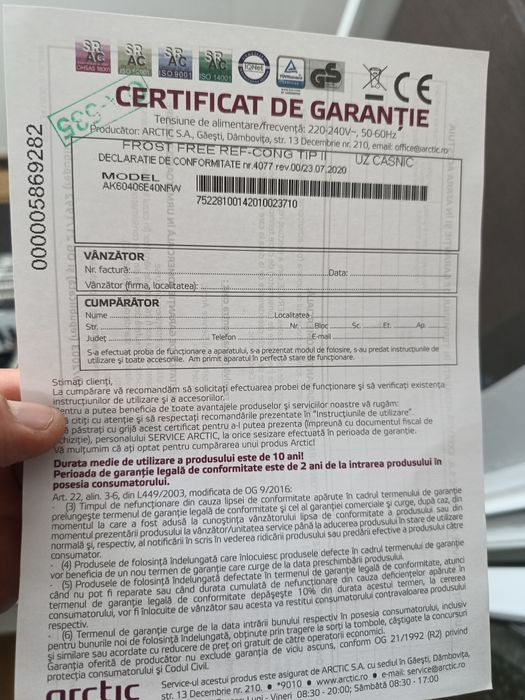 SR AC OHSAS 18001
SR AC ISO 50001
SR AC ISO 9001
SR AC ISO 14001
IQNet
GS
CE
CERTIFICAT DE GARANȚIE
Tensiune de alimentare/frecvență: 220-240V~, 50-60Hz
Producător: ARCTIC S.A., Găești, Dâmbovița, str. 13 Decembrie nr. 210, email: office@arctic.ro
FROST FREE REF-CONG TIP II
UZ CASNIC
DECLARATIE DE CONFORMITATE nr.4077 rev.00/23.07.2020
MODEL
AK60406E40NFW
75228100142010023710
000005869282
535
VÂNZĂTOR
Nr. factură: Data:
Vânzător (firma, localitatea):
CUMPĂRĂTOR
Nume Localitatea
Str. Nr. Bloc Sc. Et. Ap.
Județ Telefon E-mail
S-a efectuat proba de funcționare a aparatului, s-a prezentat modul de folosire, s-au predat instrucțiunile de
utilizare și toate accesoriile. Am primit aparatul în perfectă stare de funcționare.
Stimați clienți,
La cumpărare vă recomandăm să solicitați efectuarea probei de funcționare și să verificați existența
instrucțiunilor de utilizare și a accesoriilor.
Pentru a putea beneficia de toate avantajele produselor și serviciilor noastre vă rugăm:
să citiți cu atenție și să respectați recomandările prezentate în "Instrucțiunile de utilizare".
să păstrați cu grijă acest certificat pentru a-l putea prezenta (împreună cu documentul fiscal de
achiziție), personalului SERVICE ARCTIC, la orice sesizare efectuată în perioada de garanție.
Vă mulțumim că ați optat pentru cumpărarea unui produs Arctic!
Durata medie de utilizare a produsului este de 10 ani!
Perioada de garanție legală de conformitate este de 2 ani de la intrarea produsului în
posesia consumatorului.
Art. 22, alin. 3-6, din L449/2003, modificata de OG 9/2016:
- (3) Timpul de nefuncționare din cauza lipsei de conformitate apărute în cadrul termenului de garanție
prelungește termenul de garanție legală de conformitate și cel al garanției comerciale și curge, după caz, din
momentul la care a fost adusă la cunoștința vânzătorului lipsa de conformitate a produsului sau din
momentul prezentării produsului la vânzător/unitatea service până la aducerea produsului în stare de utilizare
normală și, respectiv, al notificării în scris în vederea ridicării produsului sau predării efective a produsului către
consumator.
- (4) Produsele de folosință îndelungată care înlocuiesc produsele defecte în cadrul termenului de garanție
vor beneficia de un nou termen de garanție care curge de la data preschimbării produsului.
- (5) Produsele de folosință îndelungată defectate în termenul de garanție legală de conformitate, atunci
când nu pot fi reparate sau când durata cumulată de nefuncționare din cauza deficiențelor apărute în
termenul de garanție legală de conformitate depășește 10% din durata acestui termen, la cererea
consumatorului, vor fi înlocuite de vânzător sau acesta va restitui consumatorului contravaloarea produsului
respectiv.
- (6) Termenul de garanție curge de la data intrării bunului respectiv în posesia consumatorului, inclusiv
pentru bunurile noi de folosință îndelungată, obținute prin tragere la sorți la tombole, câștigate la concursuri
și similare sau acordate cu reducere de preț ori gratuit de către operatorii economici.
Garanția oferită de producător nu exclude garanția de viciu ascuns, conform OG 21/1992 (R2) privind
protecția consumatorului și Codul Civil.
arctic
Service-ul acestui produs este asigurat de ARCTIC S.A. cu sediul în Găești, Dâmbovița,
str. 13 Decembrie nr. 210. • *9010 • www.arctic.ro • e-mail: service@arctic.ro
Luni - Vineri 08:30 - 20:00; Sâmbătă 08:30 - 17:00